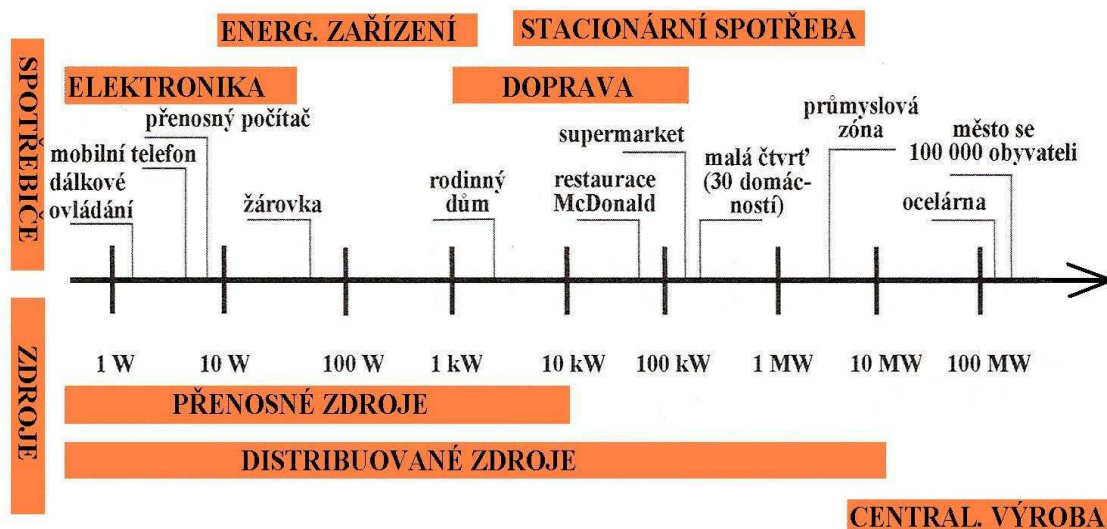 ENERG. ZAŘÍZENÍ
STACIONÁRNÍ SPOTŘEBA
SPOTŘEBIČE
ELEKTRONIKA
DOPRAVA
přenosný počítač
mobilní telefon
dálkové
ovládání
žárovka
rodinný
dům
supermarket
restaurace
McDonald
malá čtvrť
(30 domác-
ností)
průmyslová
zóna
město se
100 000 obyvateli
ocelárna
1 W
10 W
100 W
1 kW
10 kW
100 kW
1 MW
10 MW
100 MW
ZDROJE
PŘENOSNÉ ZDROJE
DISTRIBUOVANÉ ZDROJE
CENTRAL. VÝROBA